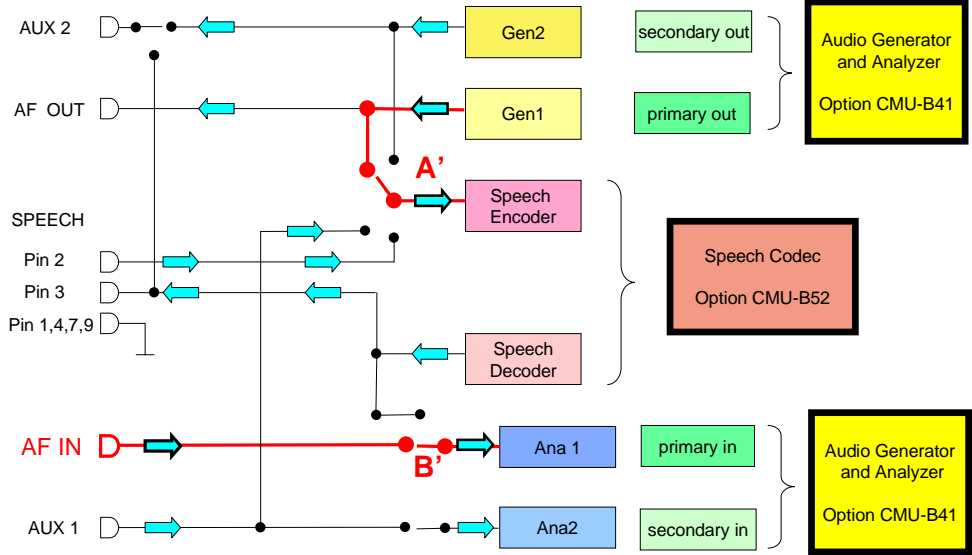 AUX 2
Gen2
secondary out
Audio Generator
and Analyzer
Option CMU-B41
AF OUT
Gen1
primary out
A’
SPEECH
Speech
Encoder
Pin 2
Pin 3
Pin 1,4,7,9
Speech Codec
Option CMU-B52
Speech
Decoder
AF IN
B’
Ana 1
primary in
Audio Generator
and Analyzer
Option CMU-B41
AUX 1
Ana2
secondary in